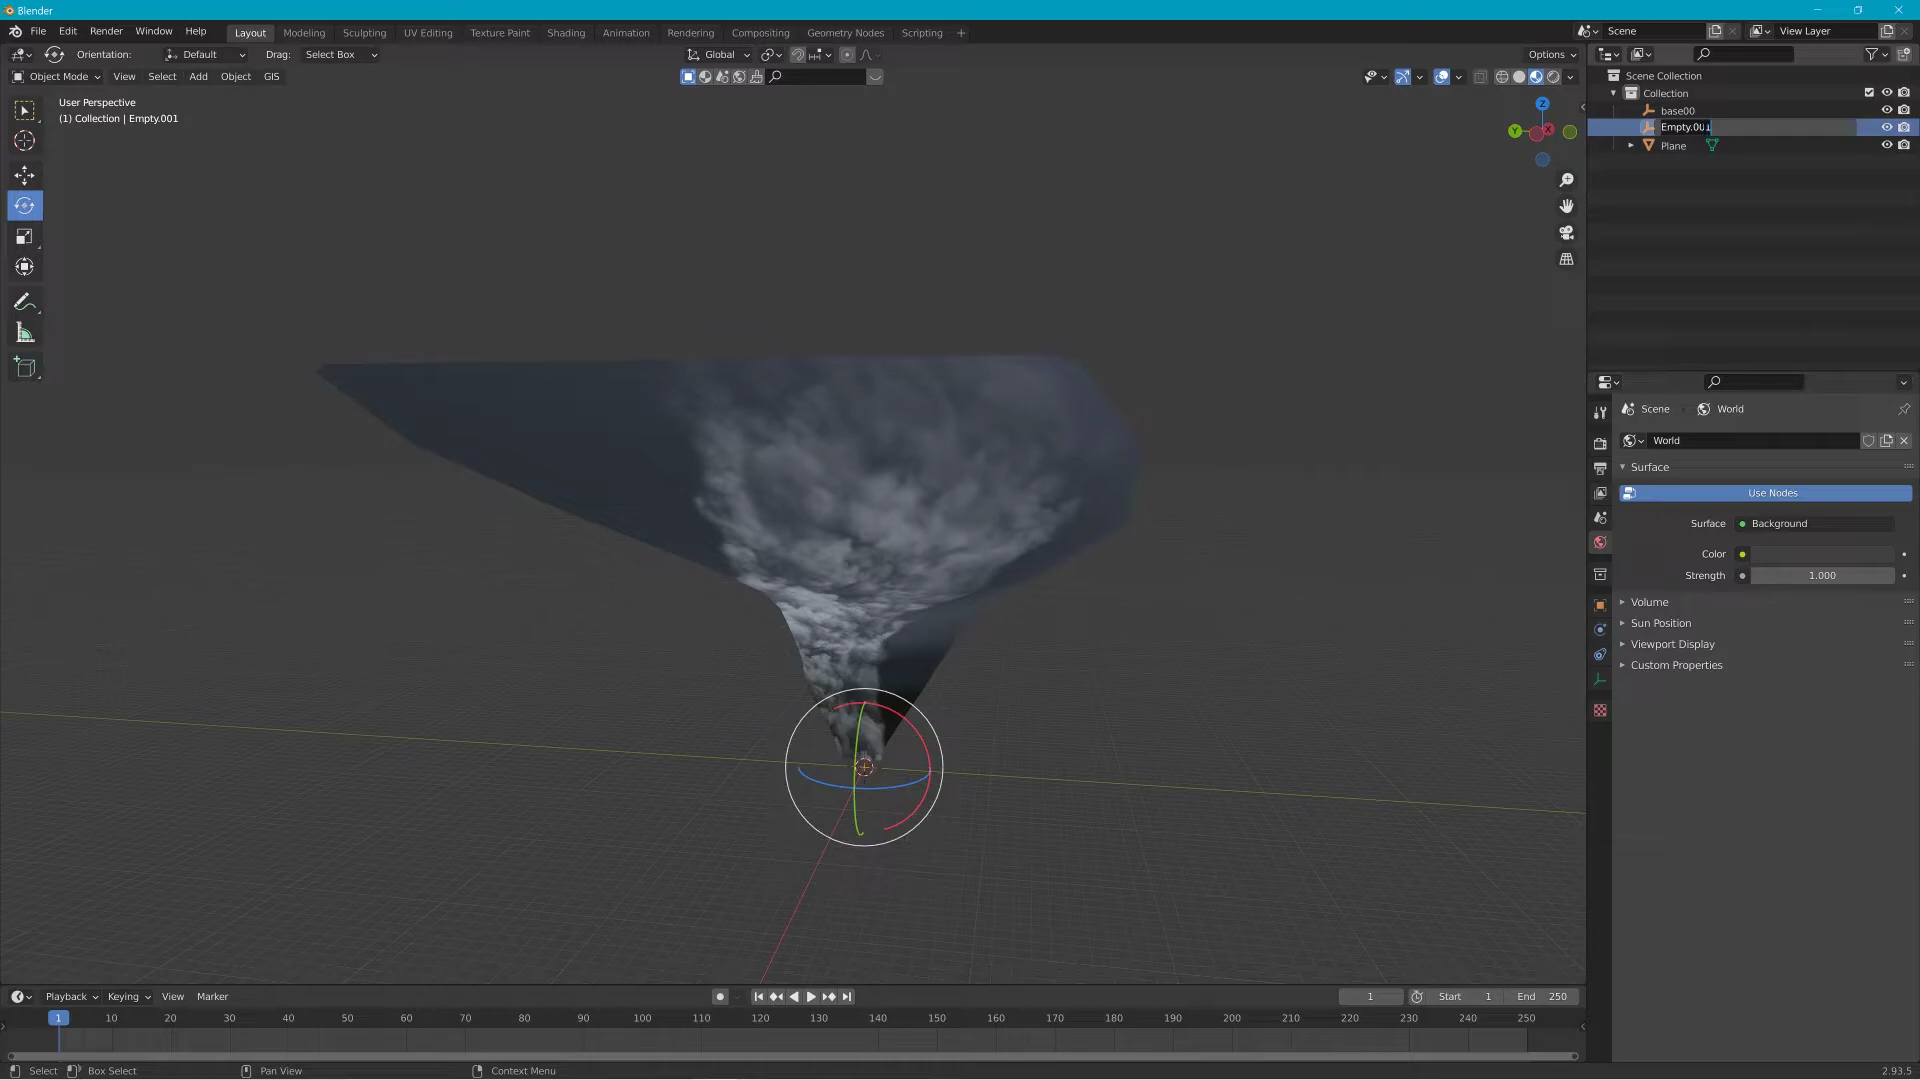 Blender
File Edit Render Window Help Layout Modeling Sculpting UV Editing Texture Paint Shading Animation Rendering Compositing Geometry Nodes Scripting + Scene View Layer
Orientation: Default Drag: Select Box Global Options
Object Mode View Select Add Object GIS
User Perspective
(1) Collection | Empty.001
Z
Y X
Scene Collection
Collection
base00
Empty.001
Plane
Scene World
World
Surface
Use Nodes
Surface Background
Color
Strength 1.000
Volume
Sun Position
Viewport Display
Custom Properties
Playback Keying View Marker 1 Start 1 End 250
1 10 20 30 40 50 60 70 80 90 100 110 120 130 140 150 160 170 180 190 200 210 220 230 240 250
Select Box Select Pan View Context Menu 2.93.5